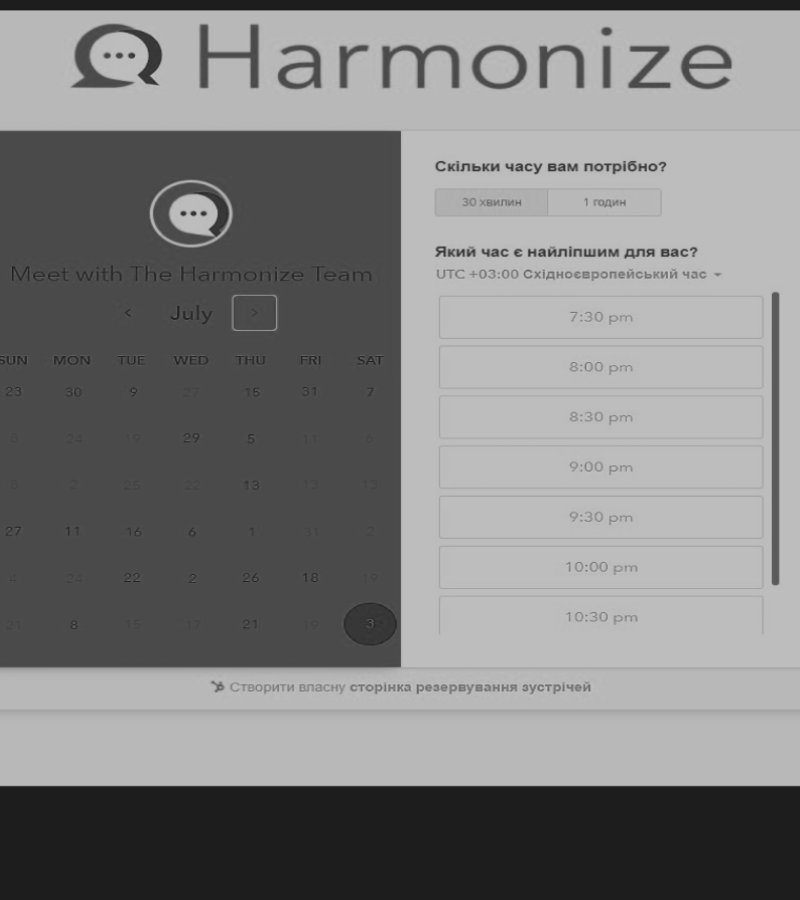 Harmonize
Meet with The Harmonize Team
July
SUN MON TUE WED THU FRI SAT
23 30 9 27 15 31 7
24 19 29 5 11 6
8 2 25 22 13 13 13
27 11 16 6 1 31 2
4 24 22 2 26 18 19
21 8 15 17 21 19 3
Скільки часу вам потрібно?
30 хвилин 1 годин
Який час є найліпшим для вас?
UTC +03:00 Східноєвропейський час
7:30 pm
8:00 pm
8:30 pm
9:00 pm
9:30 pm
10:00 pm
10:30 pm
Створити власну сторінка резервування зустрічей